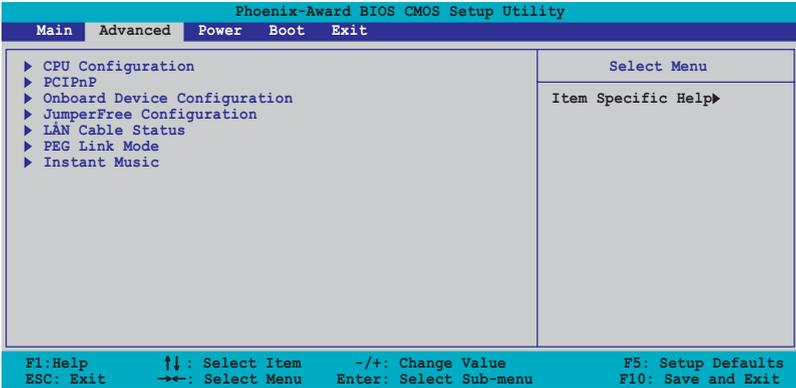 Phoenix-Award BIOS CMOS Setup Utility
Main Advanced Power Boot Exit
CPU Configuration
PCIPnP
Onboard Device Configuration
JumperFree Configuration
LAN Cable Status
PEG Link Mode
Instant Music
Select Menu
Item Specific Help▶
F1:Help ↑↓: Select Item -/+: Change Value F5: Setup Defaults
ESC: Exit →←: Select Menu Enter: Select Sub-menu F10: Save and Exit